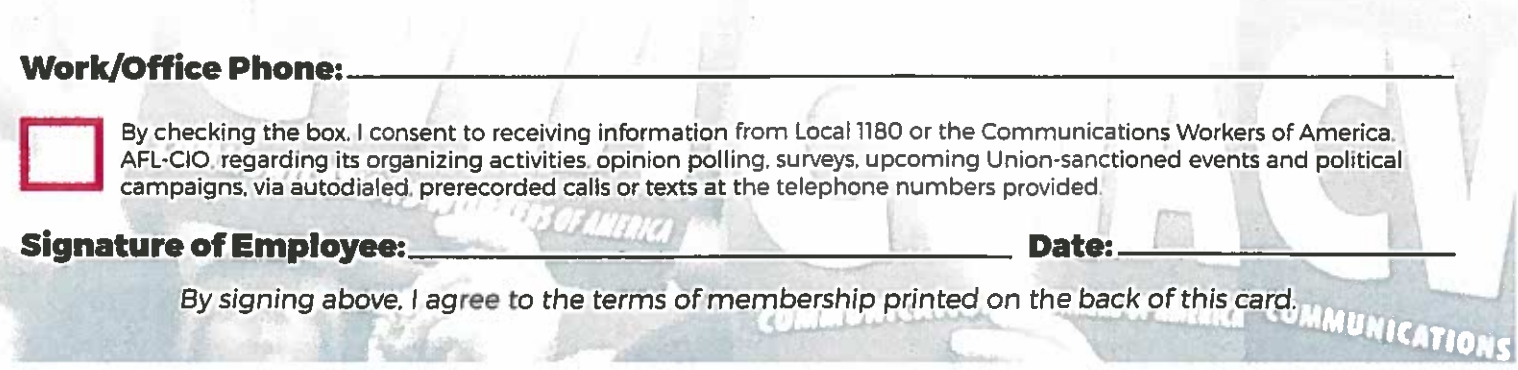 Work/Office Phone:
By checking the box, I consent to receiving information from Local 1180 or the Communications Workers of America,
AFL-CIO, regarding its organizing activities, opinion polling, surveys, upcoming Union-sanctioned events and political
campaigns, via autodialed, prerecorded calls or texts at the telephone numbers provided.
OF AMERICA
Signature of Employee: Date:
By signing above, I agree to the terms of membership printed on the back of this card.
COMMUNICATIONS